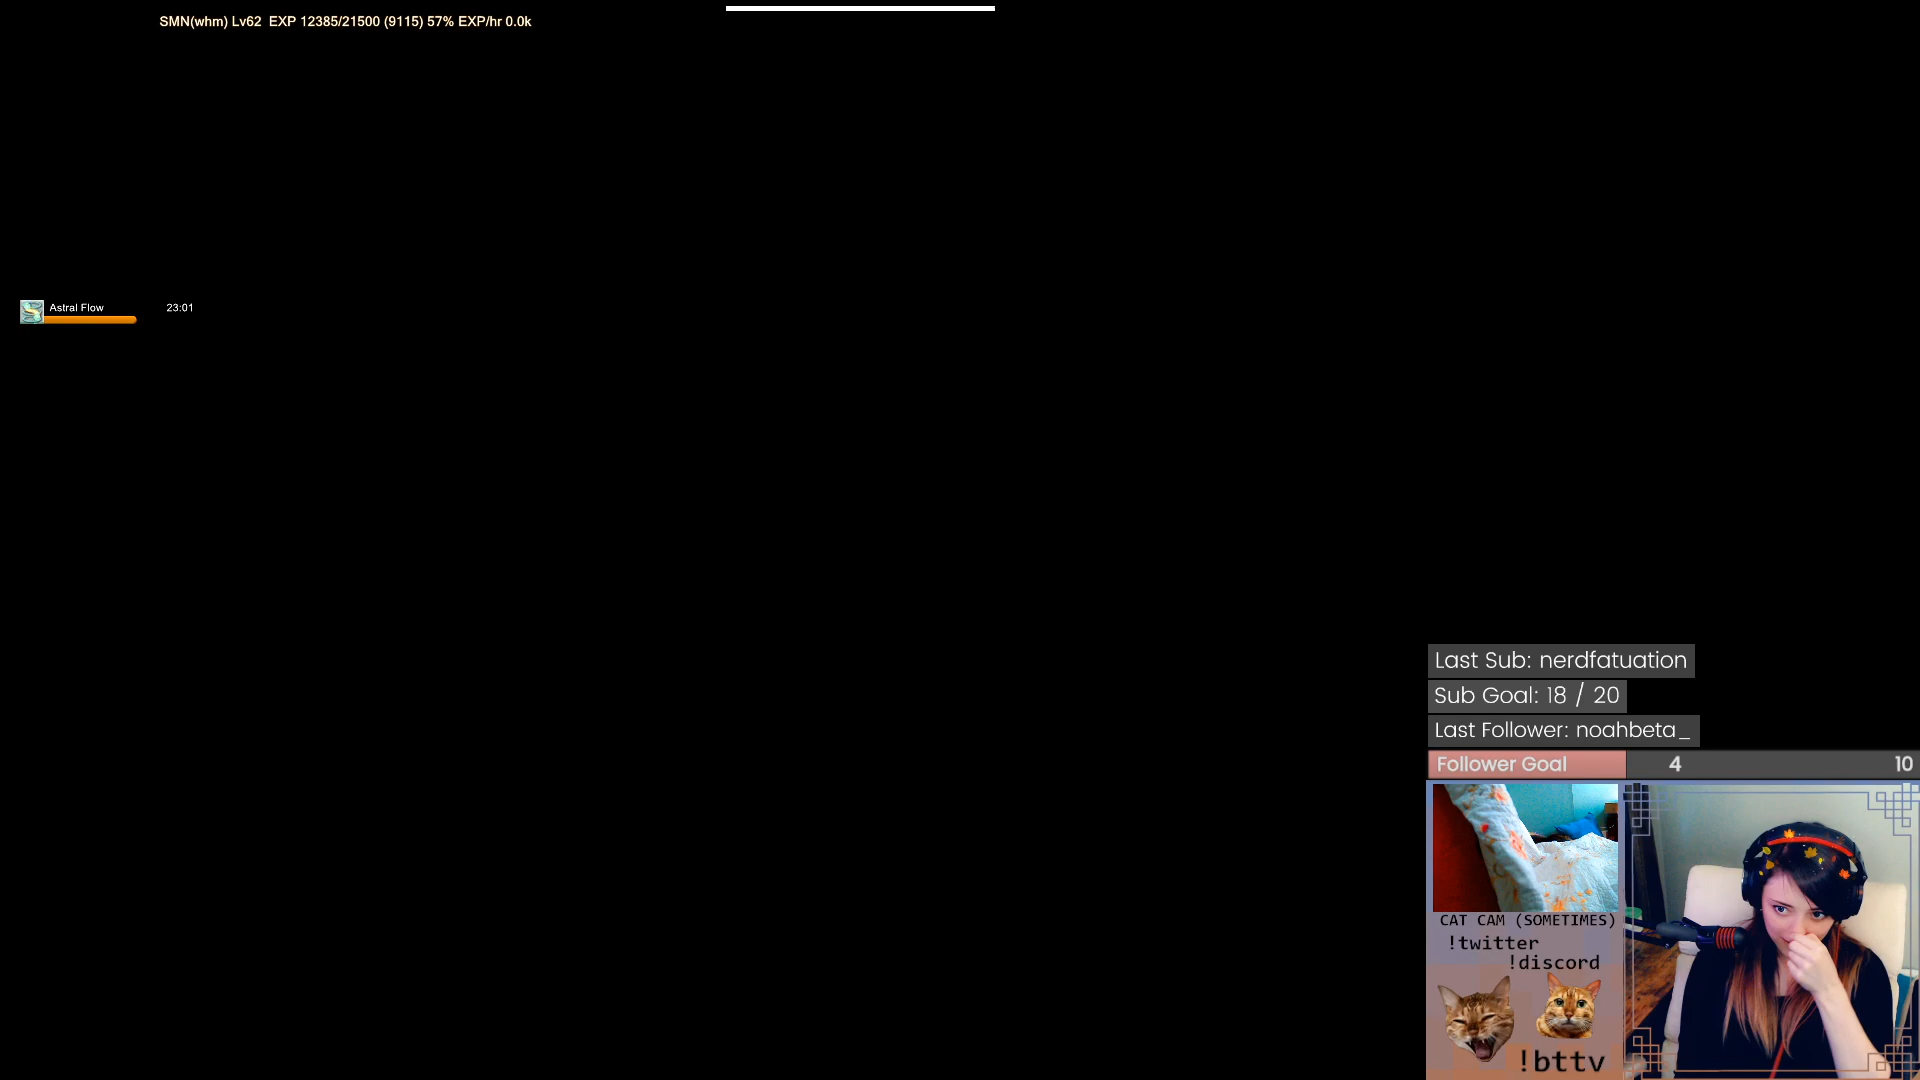 SMN(whm) Lv62 EXP 12385/21500 (9115) 57% EXP/hr 0.0k
Astral Flow 23:01
Last Sub: nerdfatuation
Sub Goal: 18 / 20
Last Follower: noahbeta_
Follower Goal 4 10
CAT CAM (SOMETIMES)
!twitter
!discord
!bttv